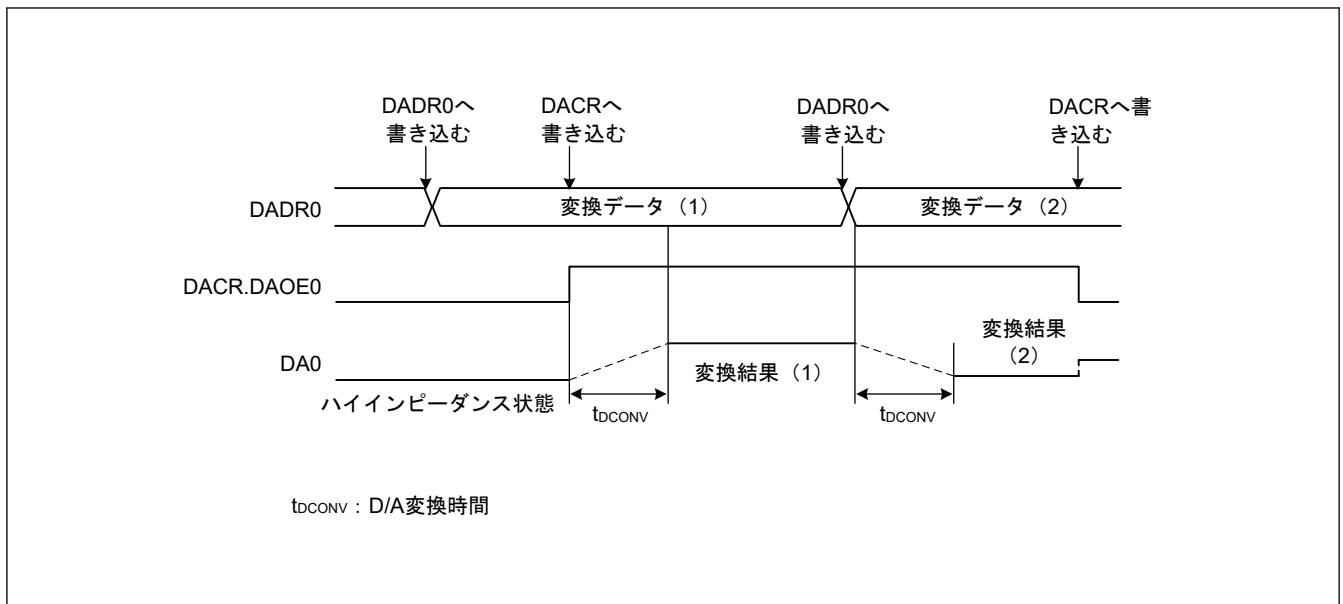 DADR0へ
書き込む
DACRへ
書き込む
DADR0へ
書き込む
DACRへ書
き込む
DADR0
変換データ（1）
変換データ（2）
DACR.DAOE0
DA0
変換結果（1）
変換結果
（2）
ハイインピーダンス状態
tDCONV
tDCONV
tDCONV：D/A変換時間